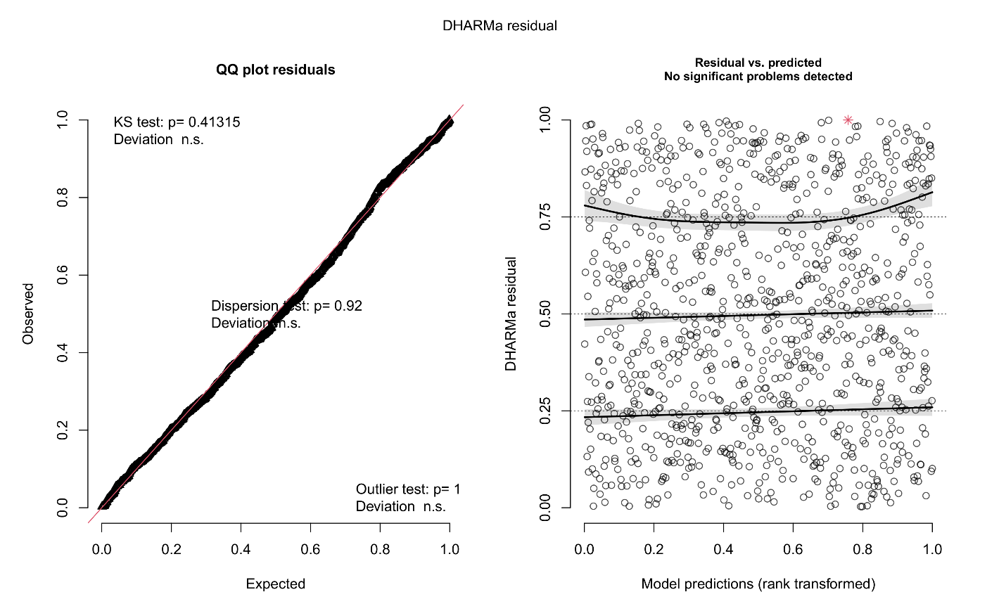 DHARMa residual
QQ plot residuals
KS test: p= 0.41315
Deviation  n.s.
Dispersion test: p= 0.92
Deviation n.s.
Outlier test: p= 1
Deviation  n.s.
Observed
0.0 0.2 0.4 0.6 0.8 1.0
0.0 0.2 0.4 0.6 0.8 1.0
Expected
Residual vs. predicted
No significant problems detected
DHARMa residual
0.00 0.25 0.50 0.75 1.00
0.0 0.2 0.4 0.6 0.8 1.0
Model predictions (rank transformed)